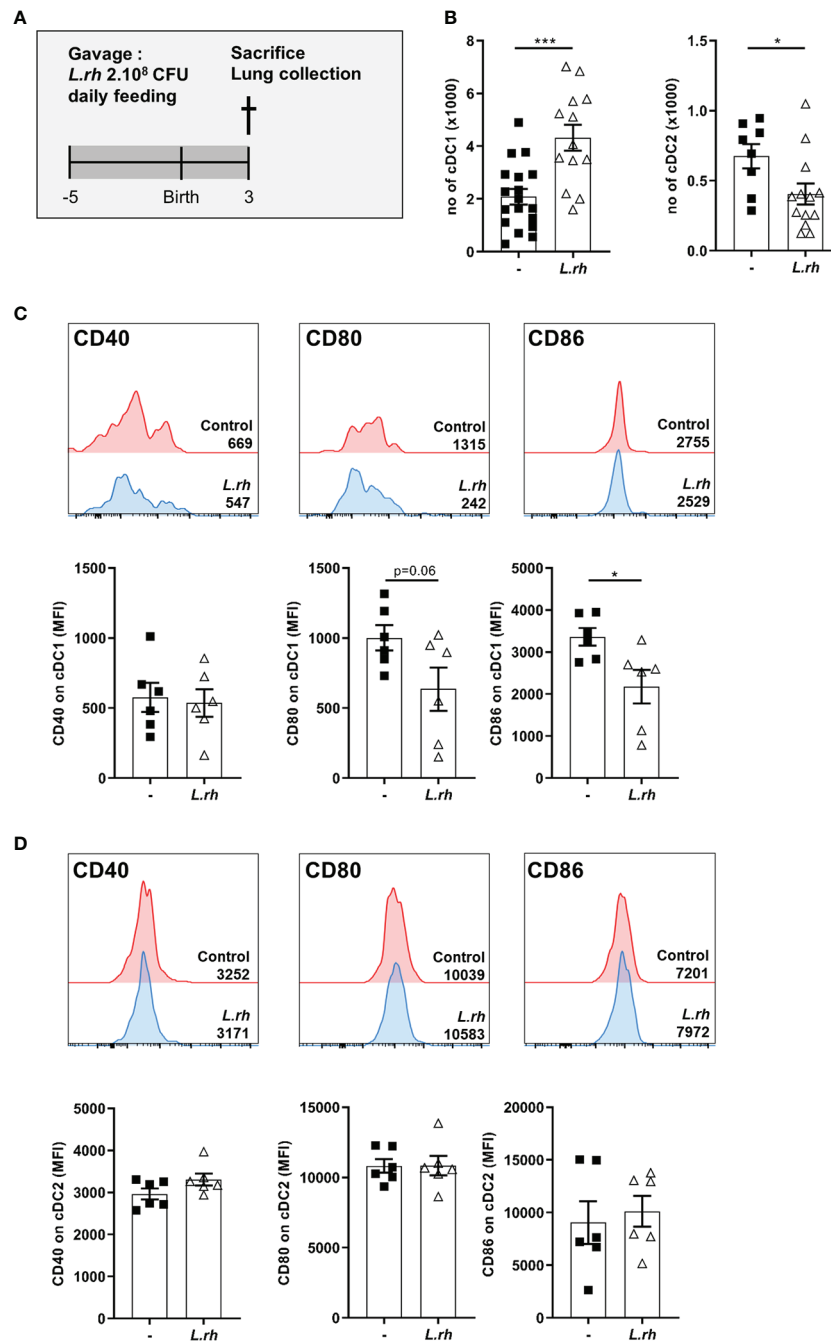 A
Gavage :
L.rh 2.10⁸ CFU
daily feeding
Sacrifice
Lung collection
-5
Birth
3
B
no of cDC1 (x1000)
8
6
4
2
0
***
-
L.rh
no of cDC2 (x1000)
1.5
1.0
0.5
0.0
*
-
L.rh
C
CD40
Control
669
L.rh
547
CD80
Control
1315
L.rh
242
CD86
Control
2755
L.rh
2529
CD40 on cDC1 (MFI)
1500
1000
500
0
-
L.rh
CD80 on cDC1 (MFI)
1500
1000
500
0
p=0.06
-
L.rh
CD86 on cDC1 (MFI)
5000
4000
3000
2000
1000
0
*
-
L.rh
D
CD40
Control
3252
L.rh
3171
CD80
Control
10039
L.rh
10583
CD86
Control
7201
L.rh
7972
CD40 on cDC2 (MFI)
5000
4000
3000
2000
1000
0
-
L.rh
CD80 on cDC2 (MFI)
15000
10000
5000
0
-
L.rh
CD86 on cDC2 (MFI)
20000
15000
10000
5000
0
-
L.rh